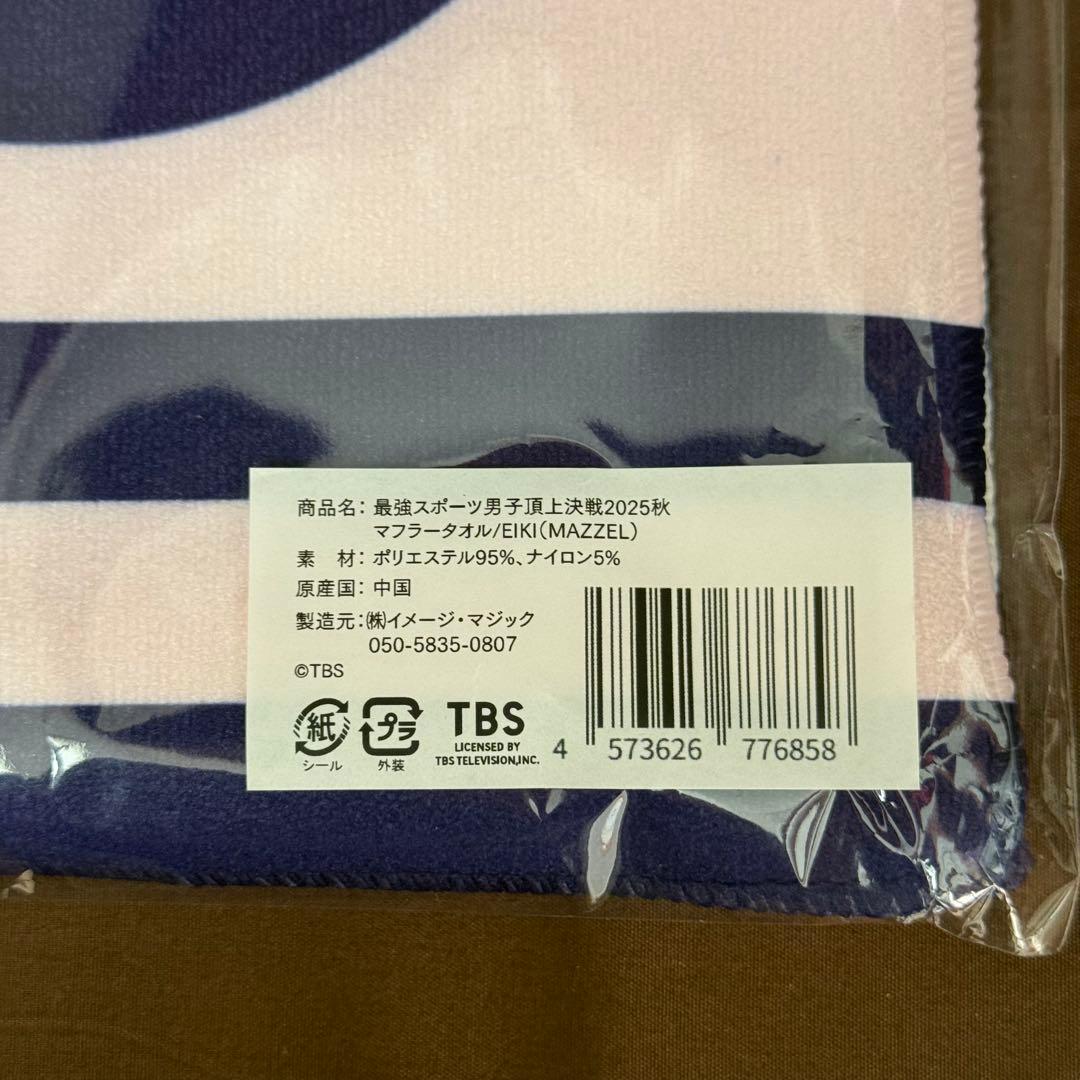 商品名：最強スポーツ男子頂上決戦2025秋
マフラータオル/EIKI（MAZZEL）
素　材：ポリエステル95%、ナイロン5%
原産国：中国
製造元：㈱イメージ・マジック
050-5835-0807
©TBS
紙
シール
プラ
外装
TBS
LICENSED BY
TBS TELEVISION,INC.
4 573626 776858